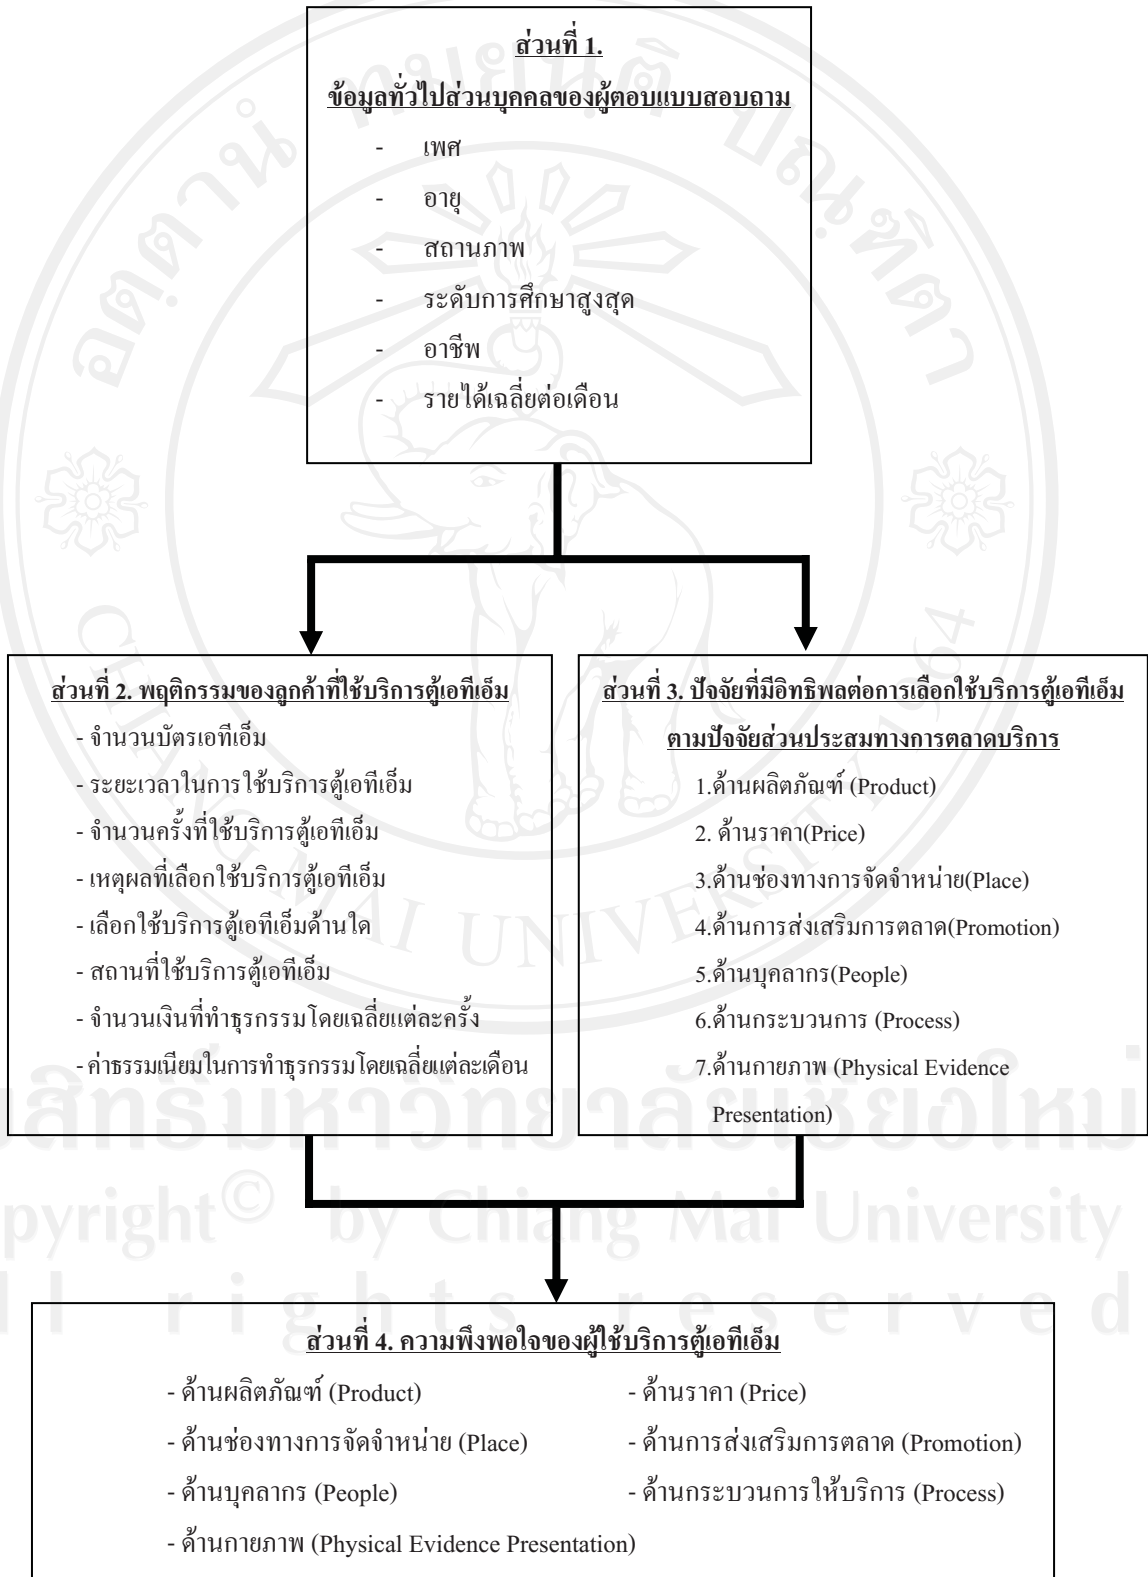 ส่วนที่ 1.
ข้อมูลทั่วไปส่วนบุคคลของผู้ตอบแบบสอบถาม
- เพศ
- อายุ
- สถานภาพ
- ระดับการศึกษาสูงสุด
- อาชีพ
- รายได้เฉลี่ยต่อเดือน
ส่วนที่ 2. พฤติกรรมของลูกค้าที่ใช้บริการตู้เอทีเอ็ม
- จำนวนบัตรเอทีเอ็ม
- ระยะเวลาในการใช้บริการตู้เอทีเอ็ม
- จำนวนครั้งที่ใช้บริการตู้เอทีเอ็ม
- เหตุผลที่เลือกใช้บริการตู้เอทีเอ็ม
- เลือกใช้บริการตู้เอทีเอ็มด้านใด
- สถานที่ใช้บริการตู้เอทีเอ็ม
- จำนวนเงินที่ทำธุรกรรมโดยเฉลี่ยแต่ละครั้ง
- ค่าธรรมเนียมในการทำธุรกรรมโดยเฉลี่ยแต่ละเดือน
ส่วนที่ 3. ปัจจัยที่มีอิทธิพลต่อการเลือกใช้บริการตู้เอทีเอ็ม
ตามปัจจัยส่วนประสมทางการตลาดบริการ
1.ด้านผลิตภัณฑ์ (Product)
2. ด้านราคา(Price)
3.ด้านช่องทางการจัดจำหน่าย(Place)
4.ด้านการส่งเสริมการตลาด(Promotion)
5.ด้านบุคลากร(People)
6.ด้านกระบวนการ (Process)
7.ด้านกายภาพ (Physical Evidence
Presentation)
ส่วนที่ 4. ความพึงพอใจของผู้ใช้บริการตู้เอทีเอ็ม
- ด้านผลิตภัณฑ์ (Product) - ด้านราคา (Price)
- ด้านช่องทางการจัดจำหน่าย (Place) - ด้านการส่งเสริมการตลาด (Promotion)
- ด้านบุคลากร (People) - ด้านกระบวนการให้บริการ (Process)
- ด้านกายภาพ (Physical Evidence Presentation)
อตฺตานํ ทมยนฺติ ปณฺฑิตา
CHIANG MAI UNIVERSITY 1964
สิทธิ์มหาวิทยาลัยเชียงใหม่
pyright© by Chiang Mai University
ll rights reserved